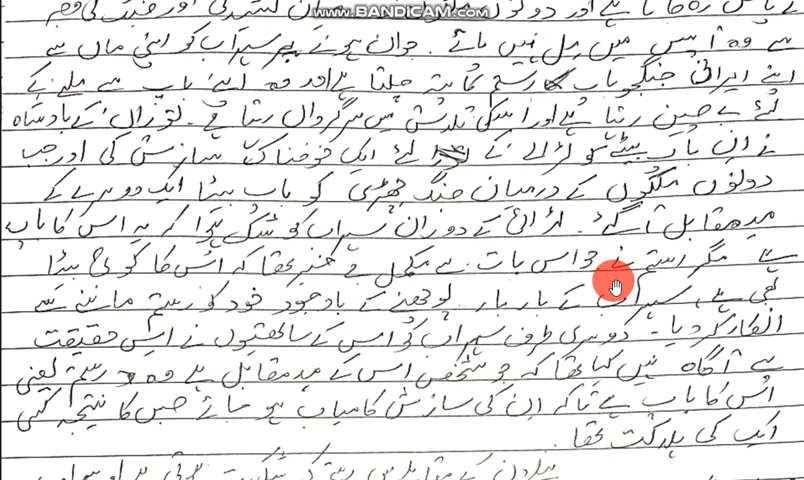 WWW.BANDICAM.COM
سے وہ آپس میں مل نہیں پائے۔ جوان ہونے پر سہراب کو اپنی ماں سے
اپنے ایرانی جنگجو باپ رستم کا پتہ چلتا ہے اور وہ اپنے باپ سے ملنے کے
لئے بے چین رہتا ہے اور اسکی تلاش میں سرگرداں رہتا ہے۔ توران کے بادشاہ
نے ان باپ بیٹے کو لڑانے کے لئے ایک خوفناک سازش کی اور جب
دونوں ملکوں کے درمیان جنگ چھڑی تو باپ بیٹا ایک دوسرے کے
مدمقابل آ گئے۔ لڑائی کے دوران سہراب کو شک ہوا کہ یہ اس کا باپ
ہے مگر رستم نے جو اس بات سے مکمل بے خبر تھا کہ اس کا کوئی بیٹا
بھی ہے، سہراب کے بار بار پوچھنے کے باوجود خود کو رستم ماننے سے
انکار کر دیا۔ دوسری طرف سہراب کو اس کے ساتھیوں نے اس حقیقت
سے آگاہ نہیں کیا تھا کہ جو شخص اس کے مدمقابل ہے وہ رستم یعنی
اُس کا باپ ہے تاکہ ان کی سازش کامیاب ہو جائے جس کا نتیجہ کسی
ایک کی ہلاکت تھا۔